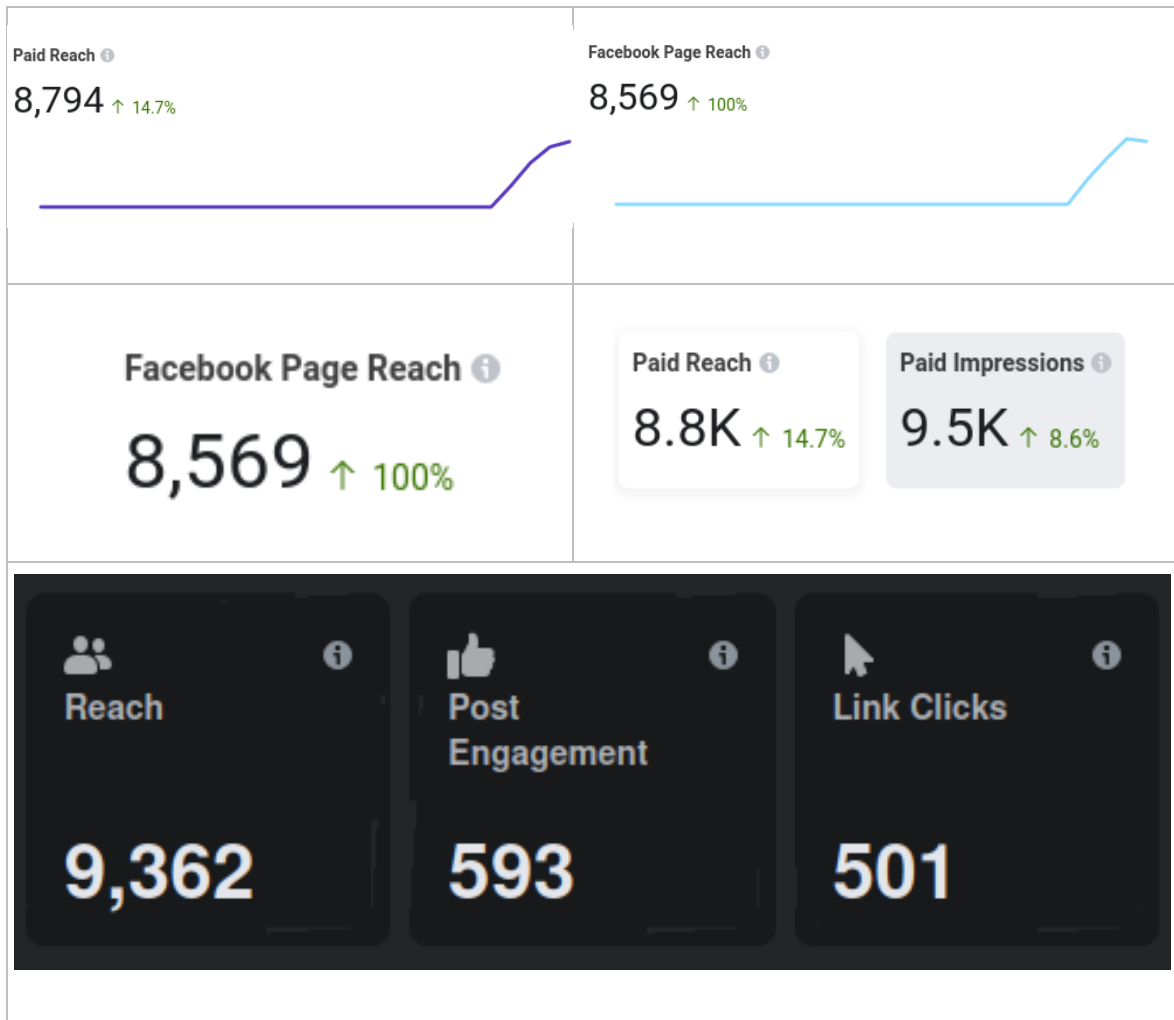 Paid Reach
8,794 ↑ 14.7%
Facebook Page Reach
8,569 ↑ 100%
Facebook Page Reach
8,569 ↑ 100%
Paid Reach
8.8K ↑ 14.7%
Paid Impressions
9.5K ↑ 8.6%
Reach
9,362
Post
Engagement
593
Link Clicks
501